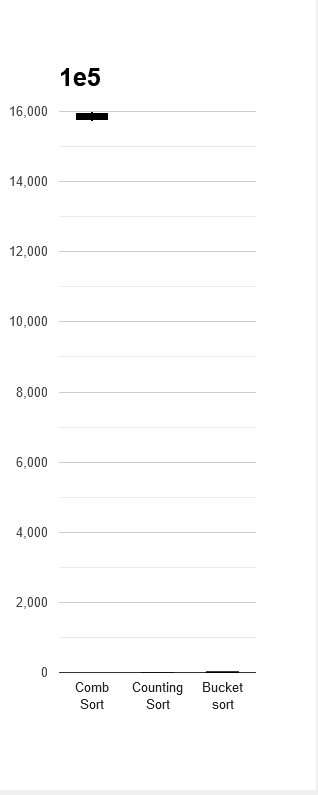 1e5
16,000
14,000
12,000
10,000
8,000
6,000
4,000
2,000
0
Comb Sort
Counting Sort
Bucket sort